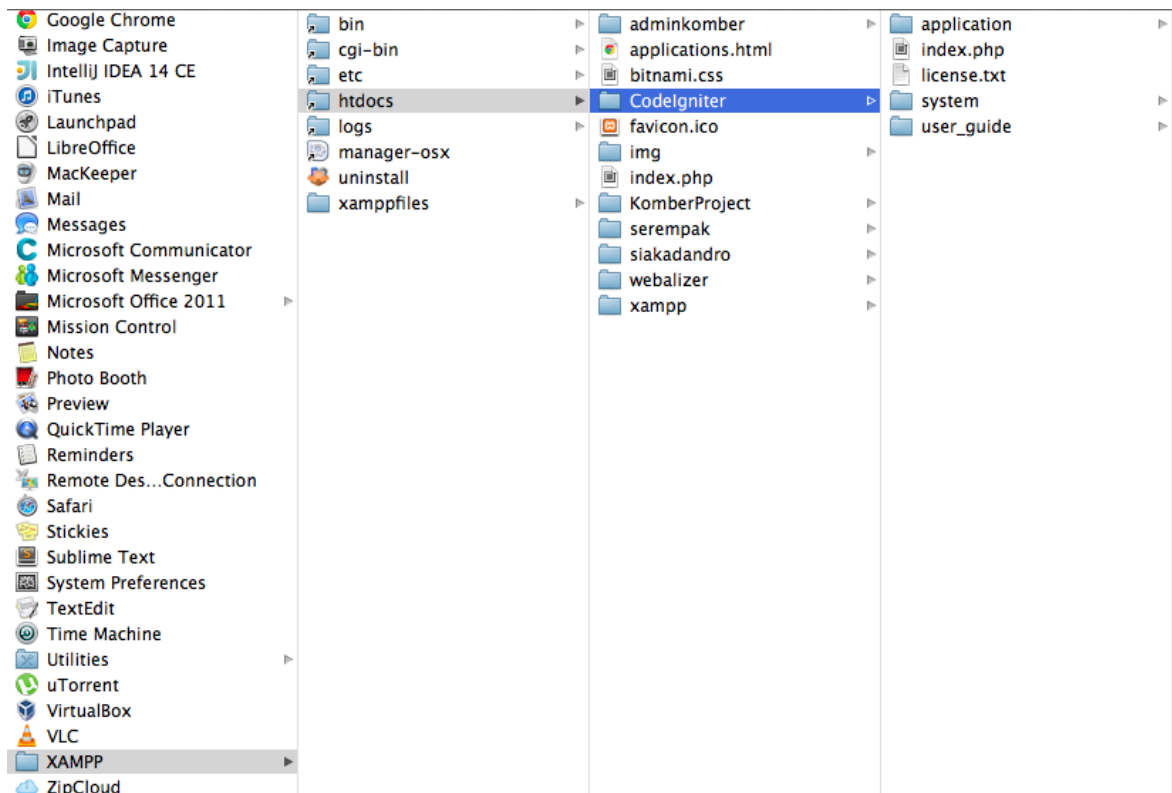 Google Chrome
Image Capture
IntelliJ IDEA 14 CE
iTunes
Launchpad
LibreOffice
MacKeeper
Mail
Messages
Microsoft Communicator
Microsoft Messenger
Microsoft Office 2011
Mission Control
Notes
Photo Booth
Preview
QuickTime Player
Reminders
Remote Des...Connection
Safari
Stickies
Sublime Text
System Preferences
TextEdit
Time Machine
Utilities
uTorrent
VirtualBox
VLC
XAMPP
ZipCloud
bin
cgi-bin
etc
htdocs
logs
manager-osx
uninstall
xamppfiles
adminkomber
applications.html
bitnami.css
CodeIgniter
favicon.ico
img
index.php
KomberProject
serempak
siakadandro
webalizer
xampp
application
index.php
license.txt
system
user_guide